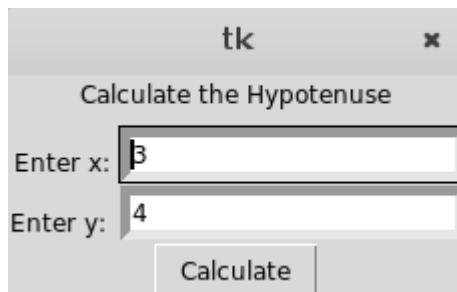 tk
Calculate the Hypotenuse
Enter x: 3
Enter y: 4
Calculate